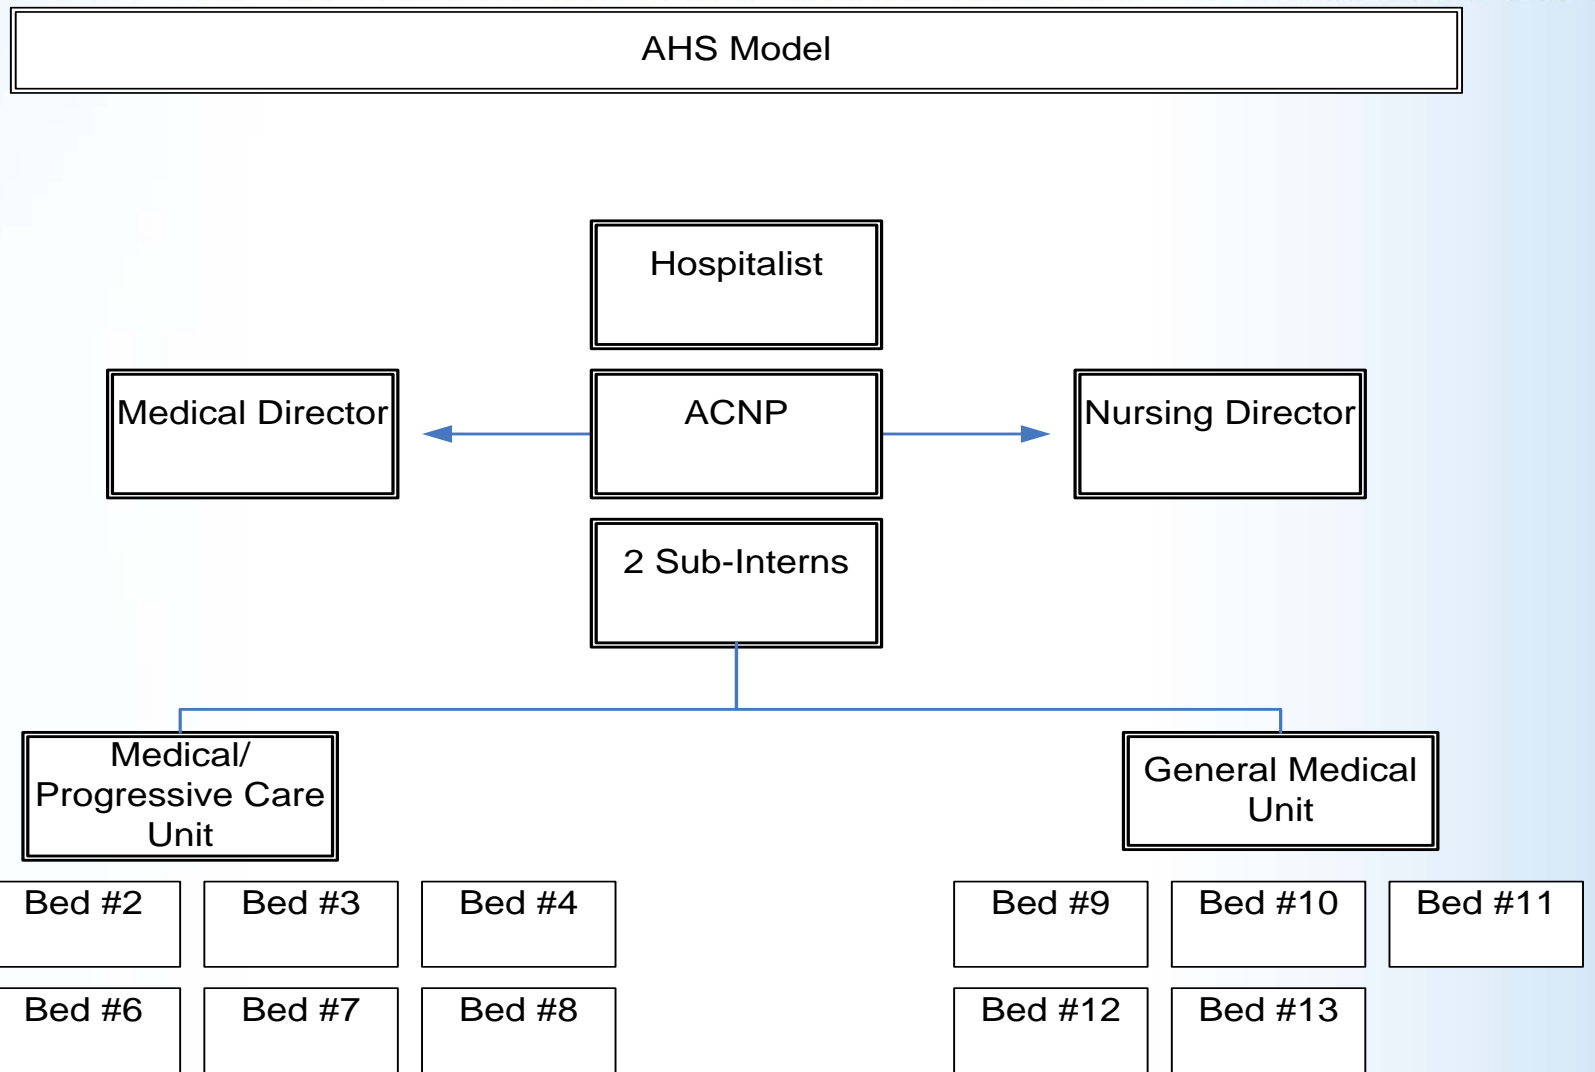 AHS Model
Hospitalist
Medical Director
ACNP
Nursing Director
2 Sub-Interns
Medical/
Progressive Care
Unit
General Medical
Unit
Bed #2
Bed #3
Bed #4
Bed #9
Bed #10
Bed #11
Bed #6
Bed #7
Bed #8
Bed #12
Bed #13